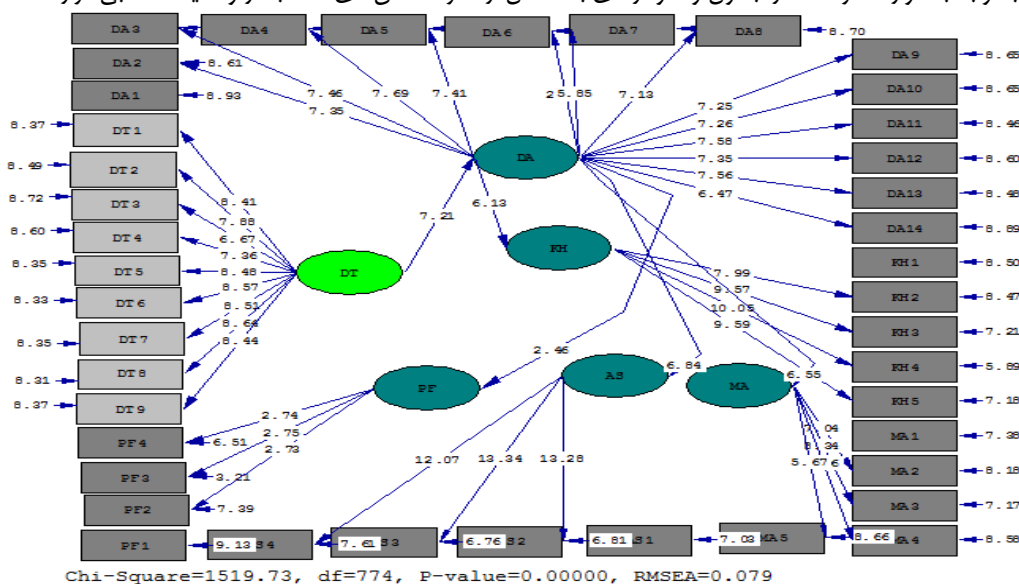 DA3 DA4 DA5 DA6 DA7 DA8 8.70
DA2 8.61
DA1 8.93
DA9 8.65
DA10 8.65
DA11 8.46
DA12 8.60
DA13 8.48
DA14 8.89
KH1 8.50
KH2 8.47
KH3 7.21
KH4 5.89
KH5 7.18
MA1 7.38
MA2 8.18
MA3 7.17
MA4 8.58
8.37 DT1
8.49 DT2
8.72 DT3
8.60 DT4
8.35 DT5
8.33 DT6
8.35 DT7
8.31 DT8
8.37 DT9
PF4 6.51
PF3 3.21
PF2 7.39
PF1 9.13 S4 7.61 S3 6.76 S2 6.81 S1 7.03 MA5 8.66
7.46 7.69 7.41 5.85 7.13
7.35
7.25
7.26
7.58
7.35
7.56
6.47
DA
7.21
6.13
KH
DT
8.41
7.88
6.67
7.36
8.48
8.57
8.51
8.64
8.44
7.99
9.57
10.05
9.59
2.46
PF
AS
6.84
MA
6.55
2.74
2.75
2.73
12.07 13.34 13.28
8.34
5.67
Chi-Square=1519.73, df=774, P-value=0.00000, RMSEA=0.079